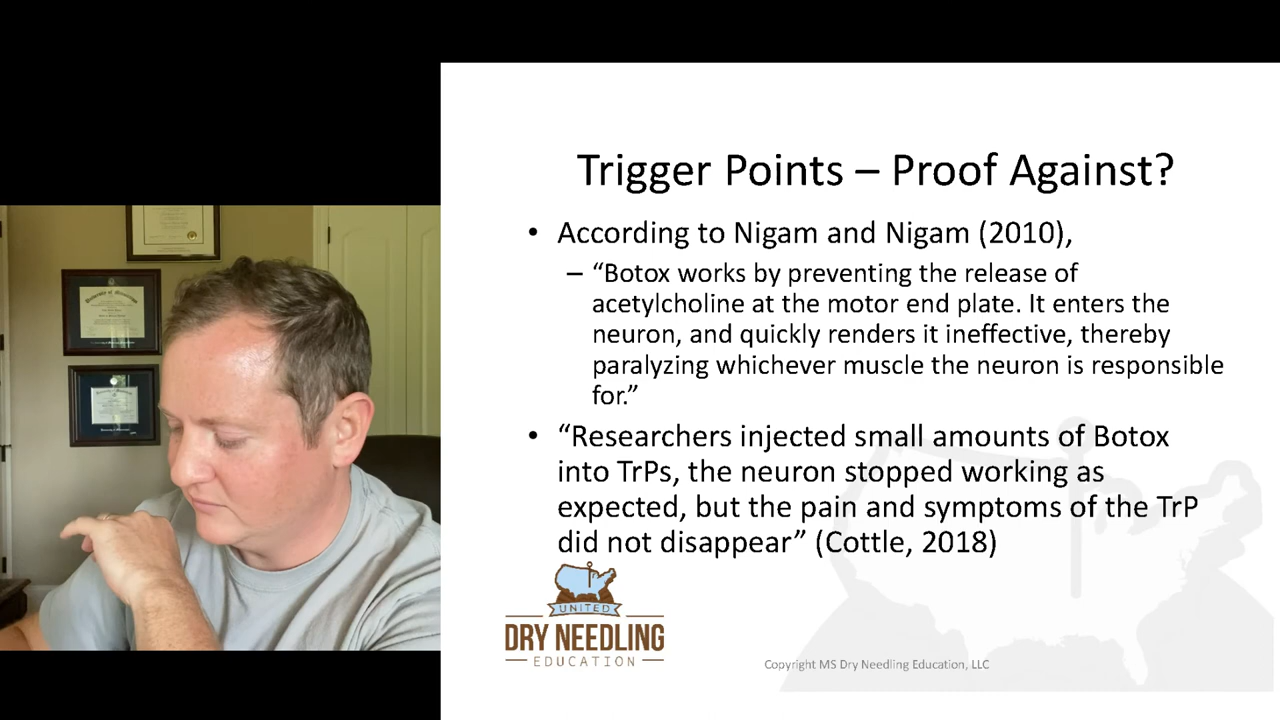 Trigger Points – Proof Against?
• According to Nigam and Nigam (2010),
– “Botox works by preventing the release of
acetylcholine at the motor end plate. It enters the
neuron, and quickly renders it ineffective, thereby
paralyzing whichever muscle the neuron is responsible
for.”
• “Researchers injected small amounts of Botox
into TrPs, the neuron stopped working as
expected, but the pain and symptoms of the TrP
did not disappear” (Cottle, 2018)
UNITED
DRY NEEDLING
EDUCATION
Copyright MS Dry Needling Education, LLC